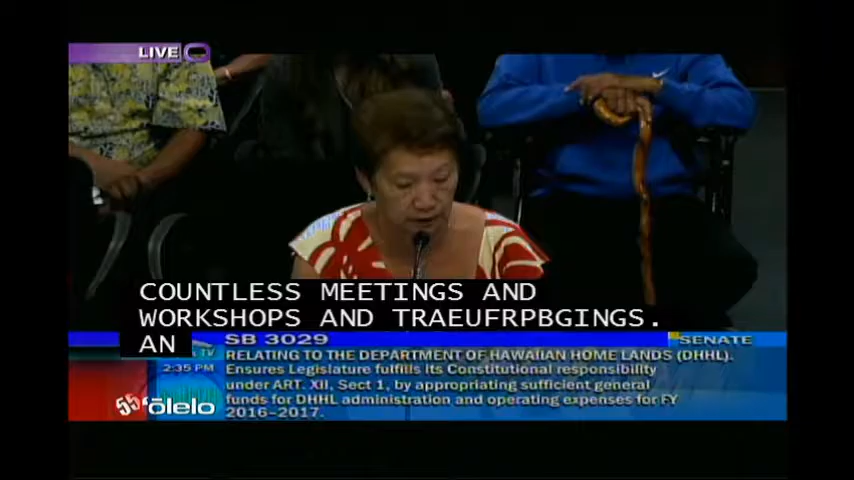 LIVE
COUNTLESS MEETINGS AND
WORKSHOPS AND TRAEUFRPBGINGS.
AN
SB 3029
SENATE
TV
RELATING TO THE DEPARTMENT OF HAWAIIAN HOME LANDS (DHHL).
2:35 PM
Ensures Legislature fulfills its Constitutional responsibility
under ART. XII, Sect 1, by appropriating sufficient general
funds for DHHL administration and operating expenses for FY
2016-2017.
55 'ōlelo